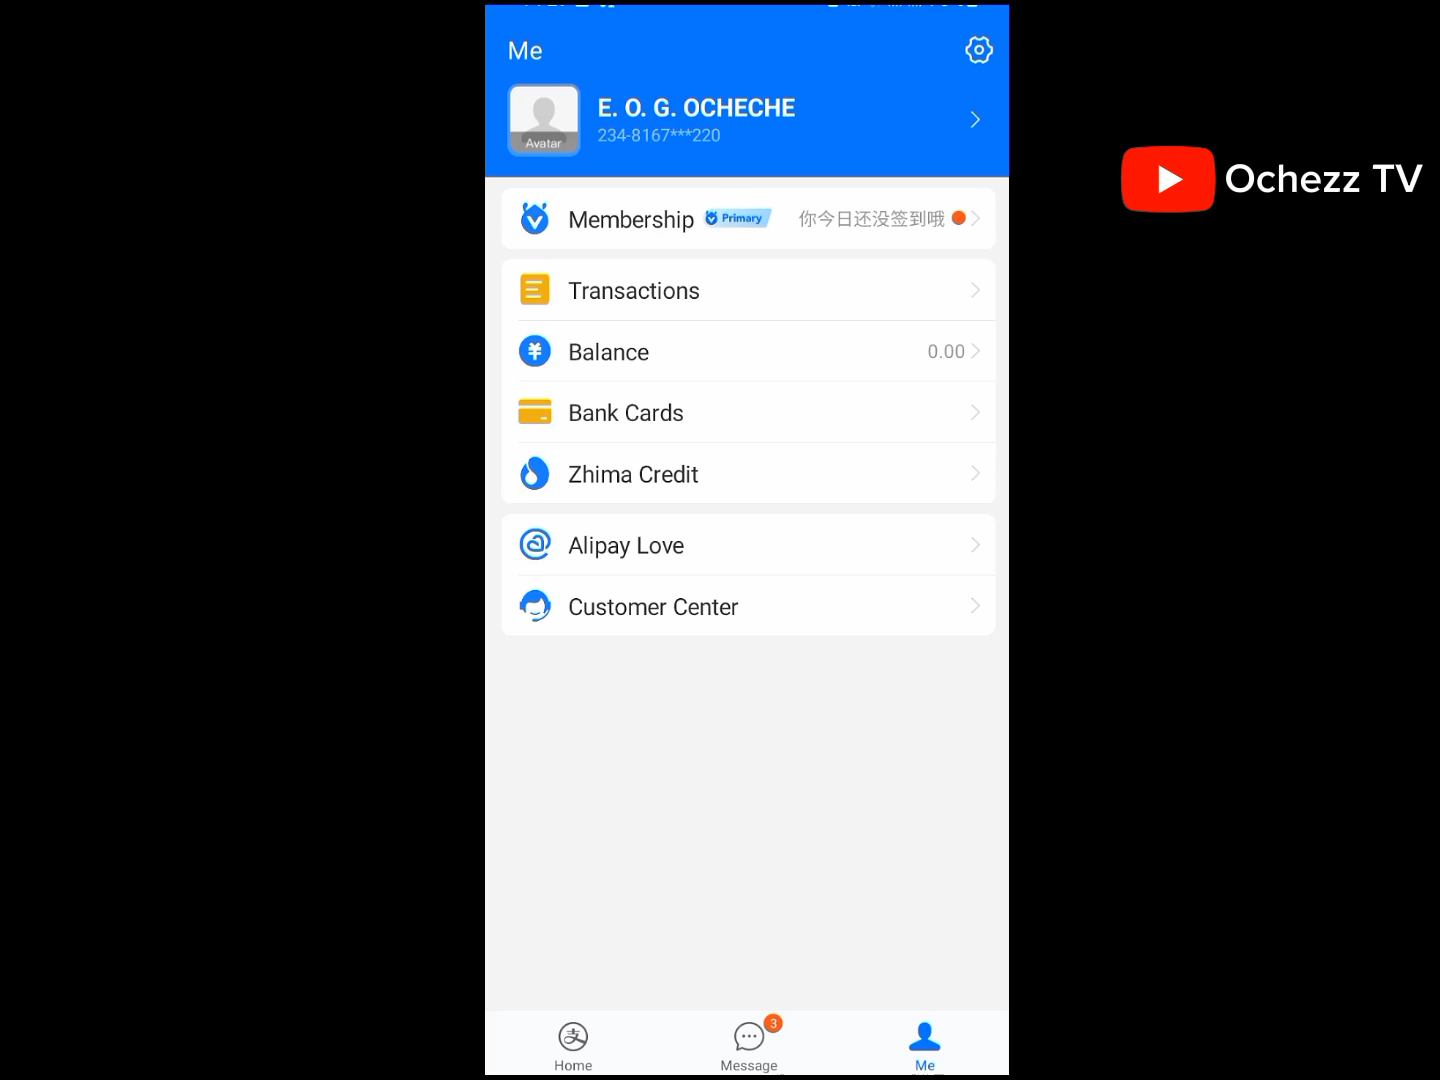 Me
Avatar
E. O. G. OCHECHE
234-8167***220
Ochezz TV
Membership Primary 你今日还没签到哦
Transactions
Balance 0.00
Bank Cards
Zhima Credit
Alipay Love
Customer Center
3
Home Message Me